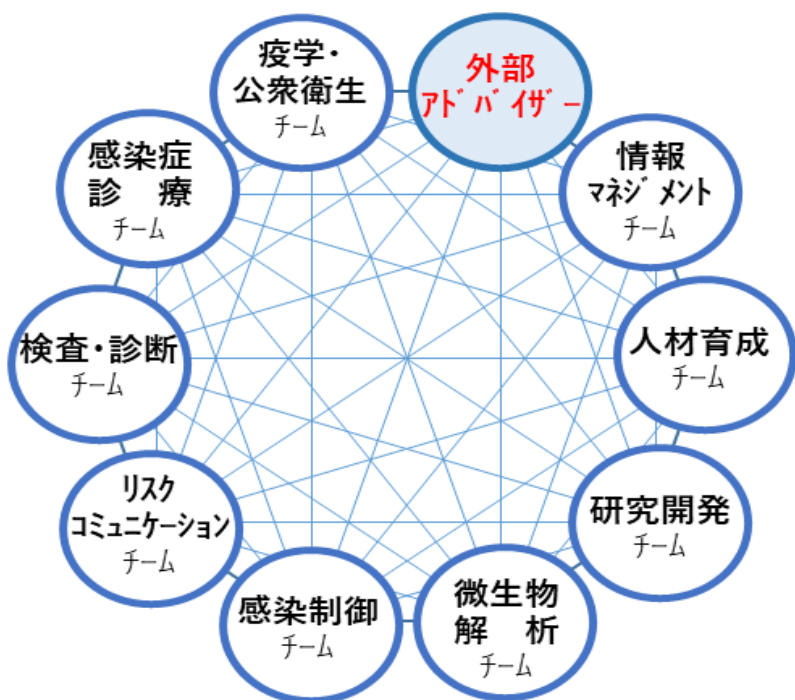 疫学・
公衆衛生
チーム
外部
ｱﾄﾞﾊﾞｲｻﾞｰ
情報
ﾏﾈｼﾞﾒﾝﾄ
チーム
人材育成
チーム
研究開発
チーム
微生物
解　析
チーム
感染制御
チーム
リスク
コミュニケーション
チーム
検査・診断
チーム
感染症
診　療
チーム